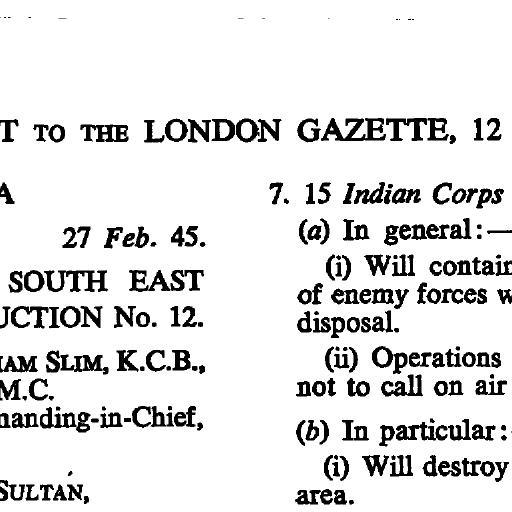 T TO THE LONDON GAZETTE, 12
A
27 Feb. 45.
SOUTH EAST
UCTION No. 12.
IAM SLIM, K.C.B.,
M.C.
manding-in-Chief,
SULTAN,
7. 15 Indian Corps
(a) In general:—
(i) Will contain
of enemy forces w
disposal.
(ii) Operations
not to call on air
(b) In particular:-
(i) Will destroy
area.